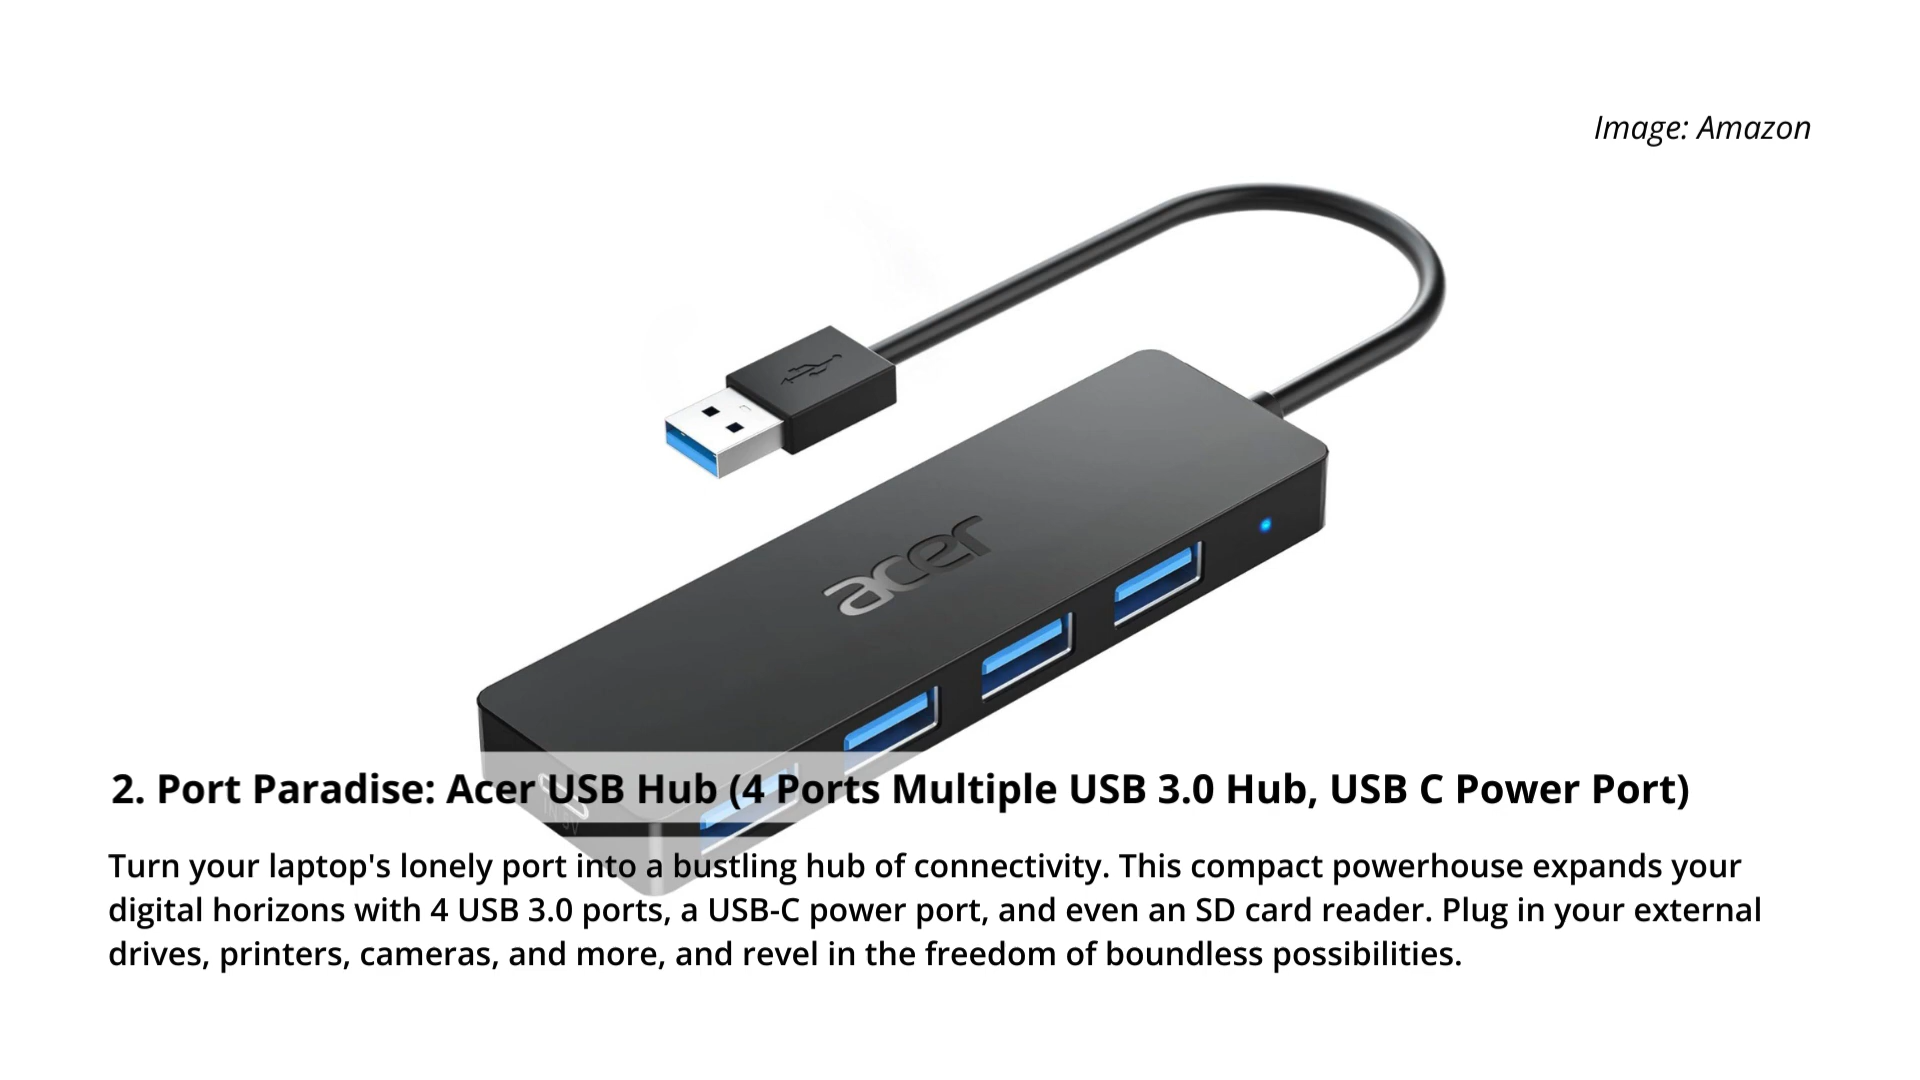 Image: Amazon
acer
2. Port Paradise: Acer USB Hub (4 Ports Multiple USB 3.0 Hub, USB C Power Port)
Turn your laptop's lonely port into a bustling hub of connectivity. This compact powerhouse expands your
digital horizons with 4 USB 3.0 ports, a USB-C power port, and even an SD card reader. Plug in your external
drives, printers, cameras, and more, and revel in the freedom of boundless possibilities.